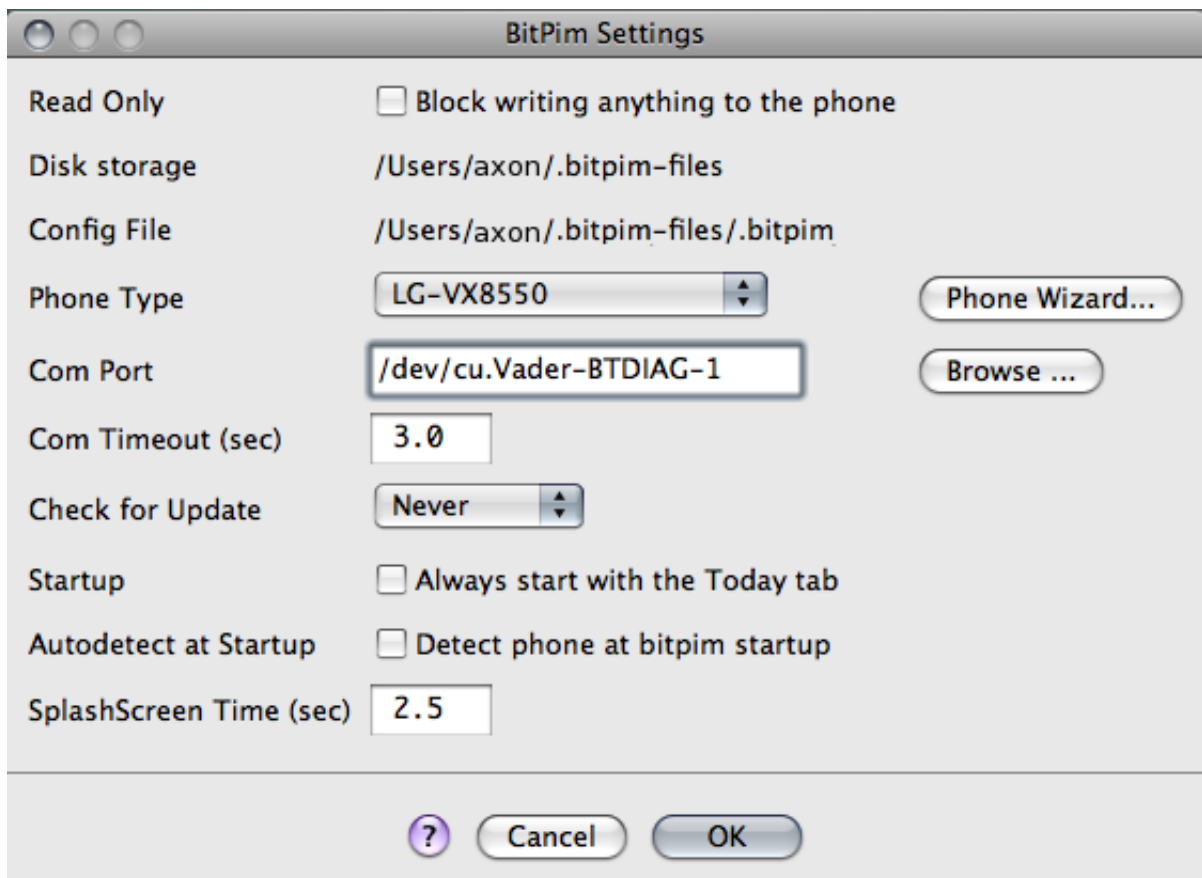 BitPim Settings
Read Only Block writing anything to the phone
Disk storage /Users/axon/.bitpim-files
Config File /Users/axon/.bitpim-files/.bitpim
Phone Type LG-VX8550 Phone Wizard...
Com Port /dev/cu.Vader-BTDIAG-1 Browse ...
Com Timeout (sec) 3.0
Check for Update Never
Startup Always start with the Today tab
Autodetect at Startup Detect phone at bitpim startup
SplashScreen Time (sec) 2.5
? Cancel OK